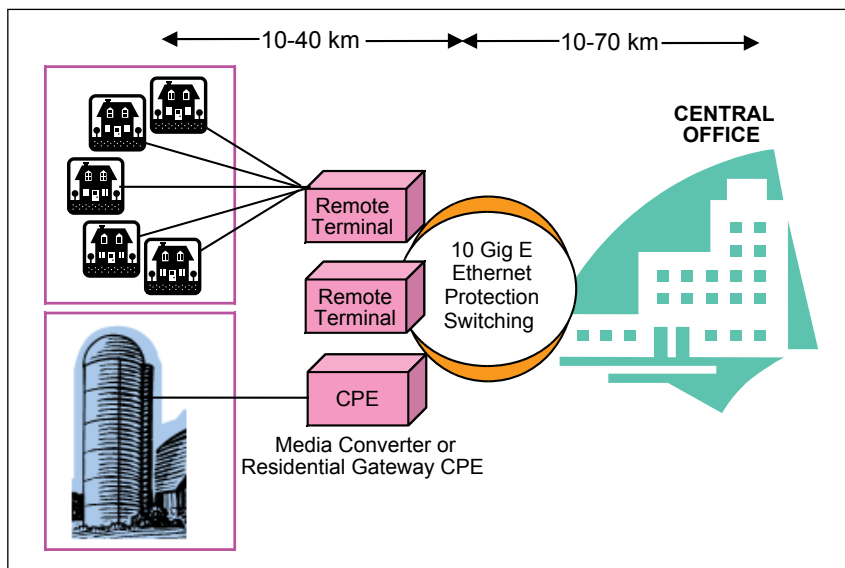 10-40 km
10-70 km
CENTRAL
OFFICE
Remote
Terminal
10 Gig E
Ethernet
Protection
Switching
Remote
Terminal
CPE
Media Converter or
Residential Gateway CPE